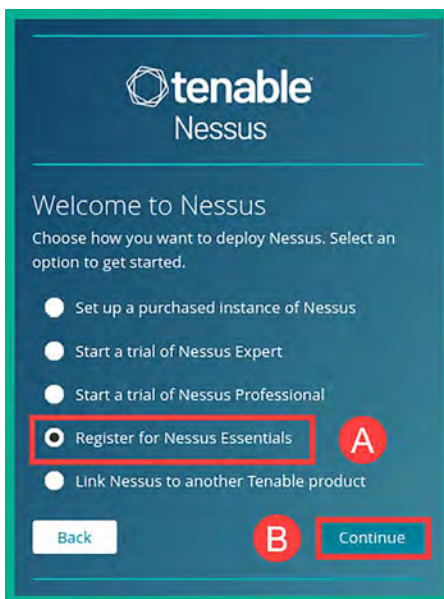 tenable
Nessus
Welcome to Nessus
Choose how you want to deploy Nessus. Select an
option to get started.
Set up a purchased instance of Nessus
Start a trial of Nessus Expert
Start a trial of Nessus Professional
Register for Nessus Essentials
A
Link Nessus to another Tenable product
Back
B
Continue